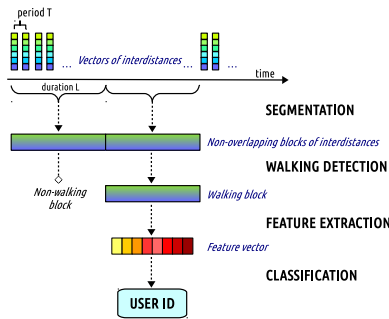 period T
... Vectors of interdistances ... ...
time
duration L
SEGMENTATION
Non-overlapping blocks of interdistances
WALKING DETECTION
Non-walking
block
Walking block
FEATURE EXTRACTION
Feature vector
CLASSIFICATION
USER ID